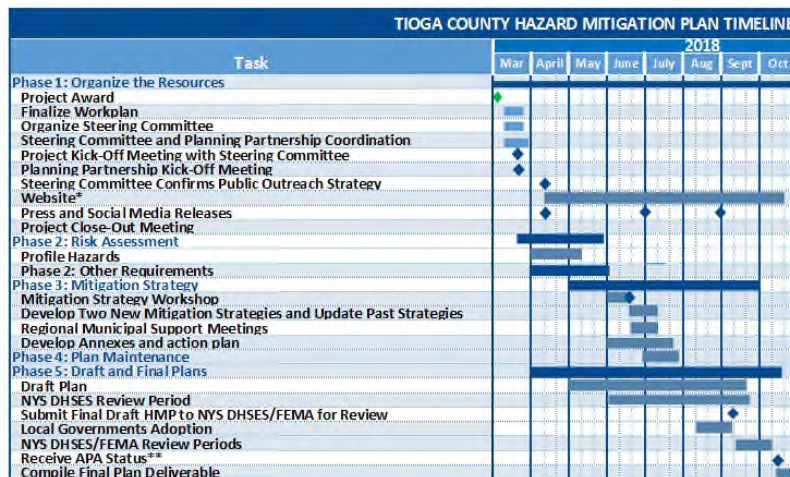 TIOGA COUNTY HAZARD MITIGATION PLAN TIMELINE
2018
Task
Mar April May June July Aug Sept Oct
Phase 1: Organize the Resources
Project Award
Finalize Workplan
Organize Steering Committee
Steering Committee and Planning Partnership Coordination
Project Kick-Off Meeting with Steering Committee
Planning Partnership Kick-Off Meeting
Steering Committee Confirms Public Outreach Strategy
Website*
Press and Social Media Releases
Project Close-Out Meeting
Phase 2: Risk Assessment
Profile Hazards
Phase 2: Other Requirements
Phase 3: Mitigation Strategy
Mitigation Strategy Workshop
Develop Two New Mitigation Strategies and Update Past Strategies
Regional Municipal Support Meetings
Develop Annexes and action plan
Phase 4: Plan Maintenance
Phase 5: Draft and Final Plans
Draft Plan
NYS DHSES Review Period
Submit Final Draft HMP to NYS DHSES/FEMA for Review
Local Governments Adoption
NYS DHSES/FEMA Review Periods
Receive APA Status**
Compile Final Plan Deliverable